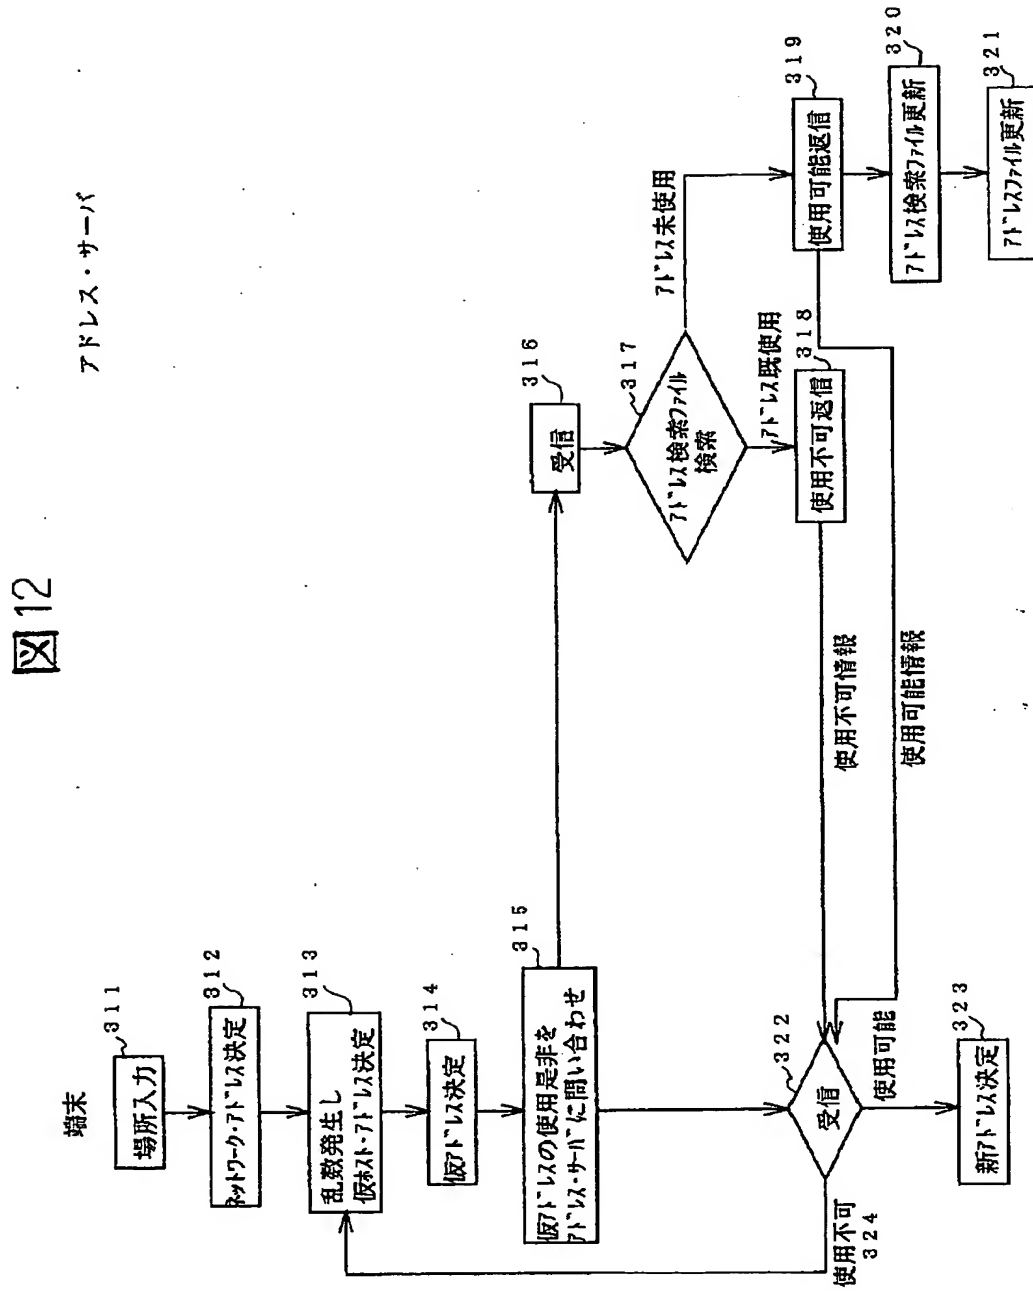 図12
端末
アドレス・サーバ
場所入力
311
ネットワーク・アドレス決定
312
乱数発生し
仮ホスト・アドレス決定
313
仮アドレス決定
314
仮アドレスの使用是非を
アドレス・サーバに問い合わせ
315
受信
316
アドレス検索ファイル
検索
317
アドレス未使用
アドレス既使用
使用不可返信
318
使用可能返信
319
アドレス検索ファイル更新
320
アドレスファイル更新
321
使用不可情報
使用可能情報
受信
322
使用可能
新アドレス決定
323
使用不可
324